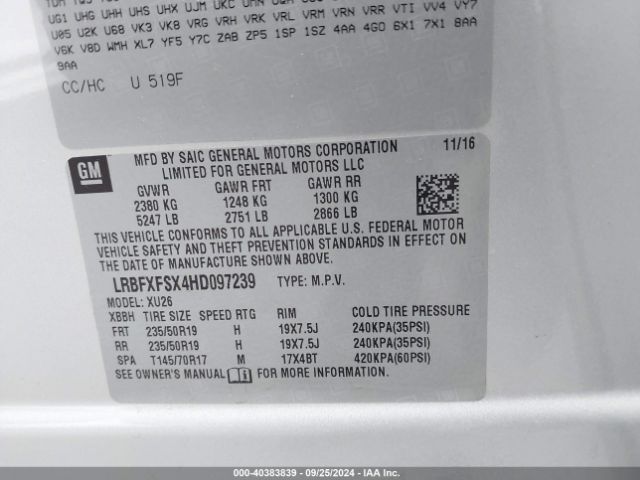 UG1 UHG UHH UHS UHX UJM UKC UMN UQA
U05 U2K U68 VK3 VK8 VRG VRH VRK VRL VRM VRN VRR VTI VV4 VY7
V6K V8D WMH XL7 YF5 Y7C ZAB ZP5 1SP 1SZ 4AA 4G0 6X1 7X1 8AA
9AA
CC/HC U 519F
GM
MFD BY SAIC GENERAL MOTORS CORPORATION 11/16
LIMITED FOR GENERAL MOTORS LLC
GVWR GAWR FRT GAWR RR
2380 KG 1248 KG 1300 KG
5247 LB 2751 LB 2866 LB
THIS VEHICLE CONFORMS TO ALL APPLICABLE U.S. FEDERAL MOTOR
VEHICLE SAFETY AND THEFT PREVENTION STANDARDS IN EFFECT ON
THE DATE OF MANUFACTURE SHOWN ABOVE.
LRBFXFSX4HD097239 TYPE: M.P.V.
MODEL: XU26
XBBH TIRE SIZE SPEED RTG RIM COLD TIRE PRESSURE
FRT 235/50R19 H 19X7.5J 240KPA(35PSI)
RR 235/50R19 H 19X7.5J 240KPA(35PSI)
SPA T145/70R17 M 17X4BT 420KPA(60PSI)
SEE OWNER'S MANUAL FOR MORE INFORMATION.
000-40383839 - 09/25/2024 - IAA Inc.